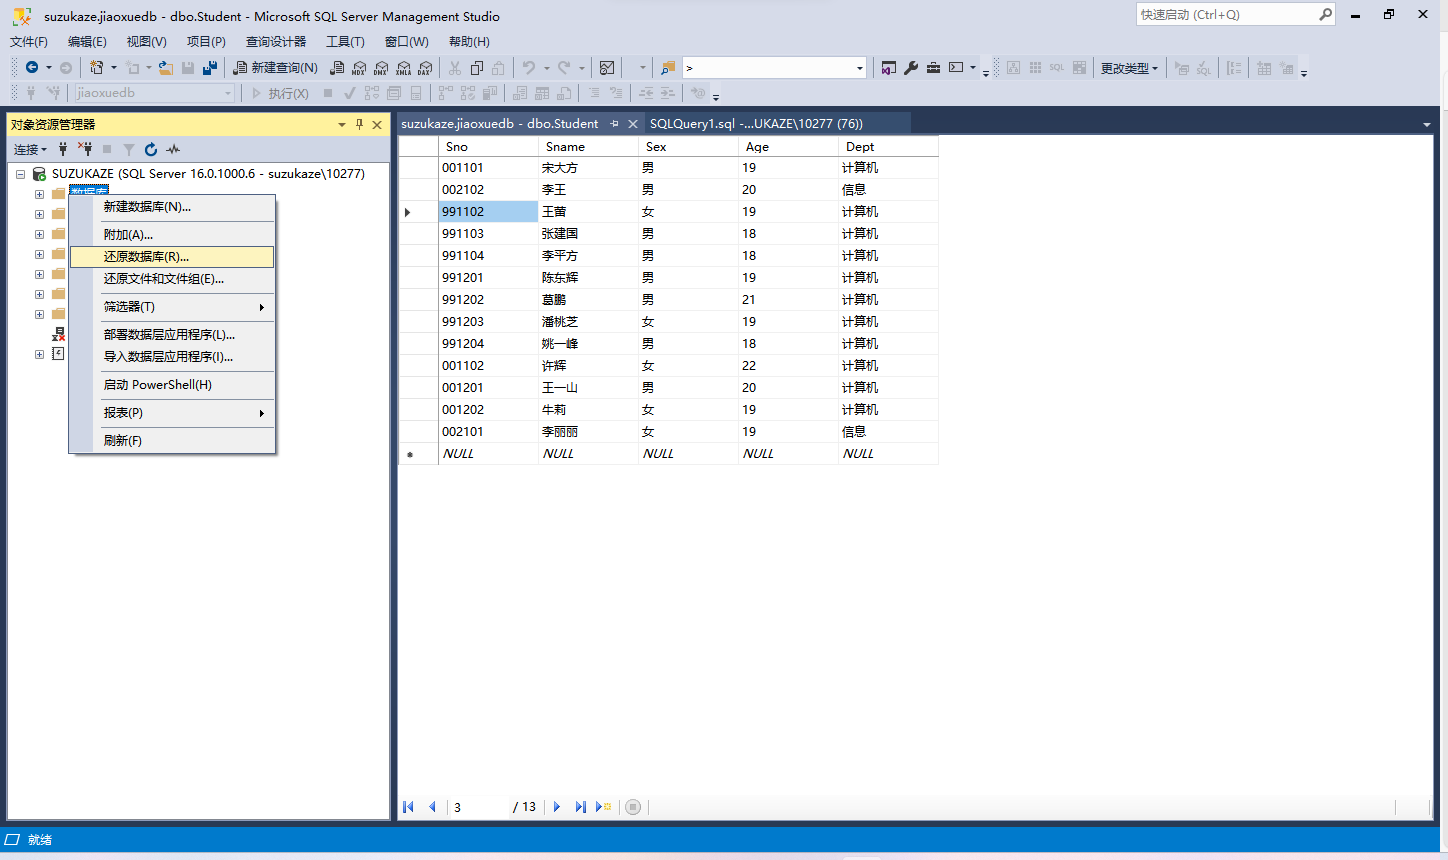 suzukaze.jiaoxuedb - dbo.Student - Microsoft SQL Server Management Studio
快速启动 (Ctrl+Q)
文件(F) 编辑(E) 视图(V) 项目(P) 查询设计器 工具(T) 窗口(W) 帮助(H)
新建查询(N) MDX DMX XMLA DAX > SQL 更改类型 SQL
jiaoxuedb 执行(X)
对象资源管理器
连接
SUZUKAZE (SQL Server 16.0.1000.6 - suzukaze\10277)
数据库
新建数据库(N)...
附加(A)...
还原数据库(R)...
还原文件和文件组(E)...
筛选器(T)
部署数据层应用程序(L)...
导入数据层应用程序(I)...
启动 PowerShell(H)
报表(P)
刷新(F)
suzukaze.jiaoxuedb - dbo.Student SQLQuery1.sql -...UKAZE\10277 (76))
Sno Sname Sex Age Dept
001101 宋大方 男 19 计算机
002102 李王 男 20 信息
991102 王茵 女 19 计算机
991103 张建国 男 18 计算机
991104 李平方 男 18 计算机
991201 陈东辉 男 19 计算机
991202 葛鹏 男 21 计算机
991203 潘桃芝 女 19 计算机
991204 姚一峰 男 18 计算机
001102 许辉 女 22 计算机
001201 王一山 男 20 计算机
001202 牛莉 女 19 计算机
002101 李丽丽 女 19 信息
NULL NULL NULL NULL NULL
3 / 13
就绪